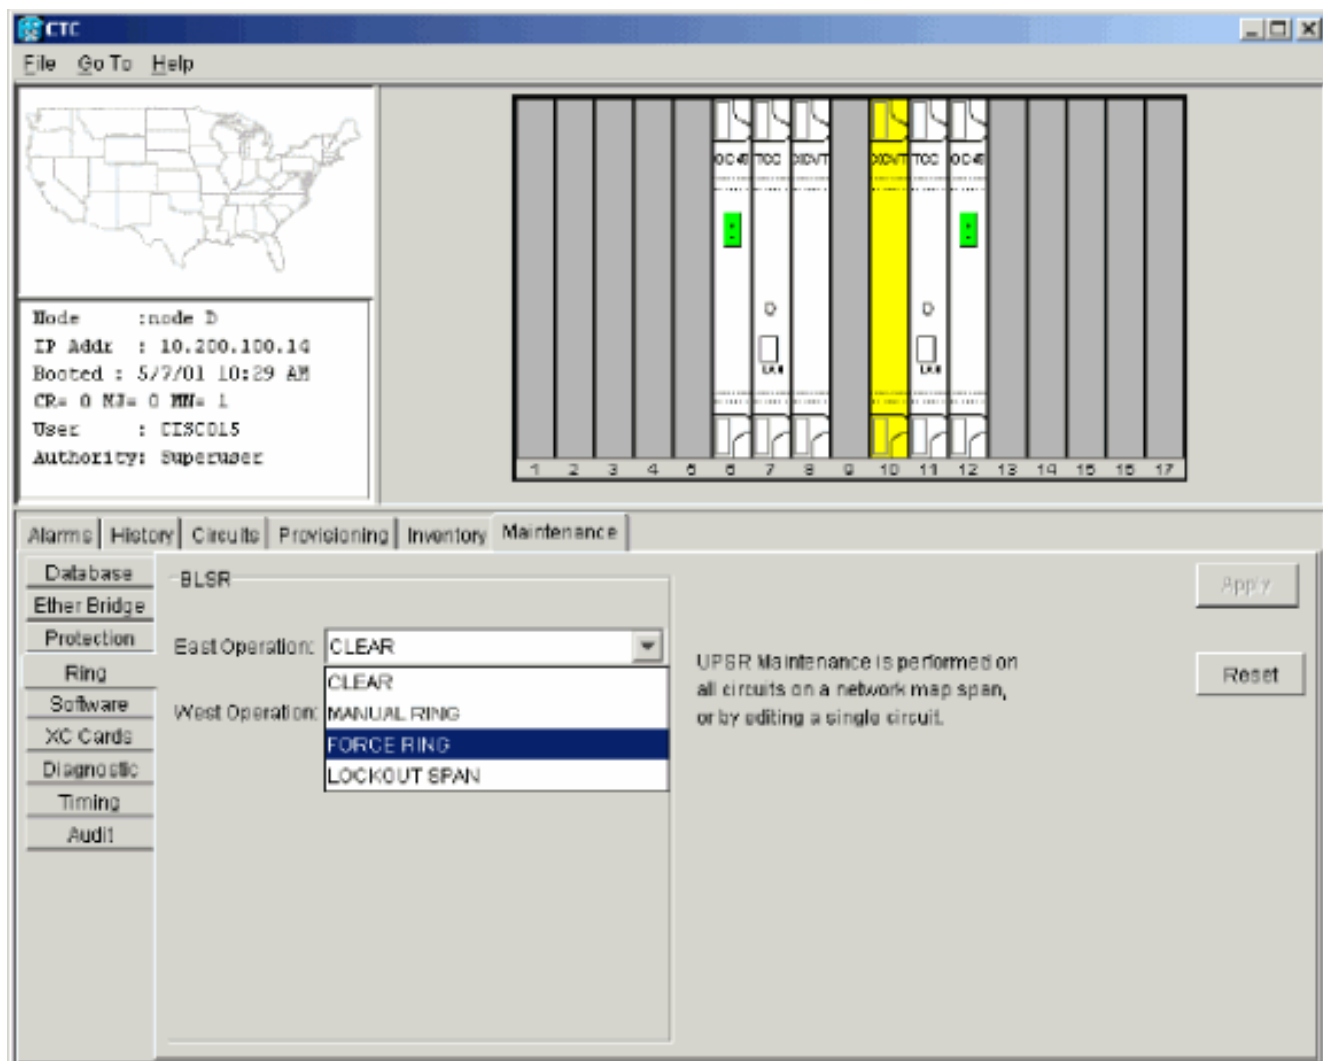 CTC
File Go To Help
Node :node D
IP Addr : 10.200.100.14
Booted : 5/7/01 10:29 AM
CR= 0 MJ= 0 MN= 1
User : CISCO15
Authority: Superuser
OC48 TCC XCVT XCVT TCC OC48
D D
LAN LAN
1 2 3 4 5 6 7 8 9 10 11 12 13 14 15 16 17
Alarms History Circuits Provisioning Inventory Maintenance
Database
Ether Bridge
Protection
Ring
Software
XC Cards
Diagnostic
Timing
Audit
BLSR
East Operation: CLEAR
CLEAR
West Operation: MANUAL RING
FORCE RING
LOCKOUT SPAN
UPSR Maintenance is performed on
all circuits on a network map span,
or by editing a single circuit.
Apply
Reset